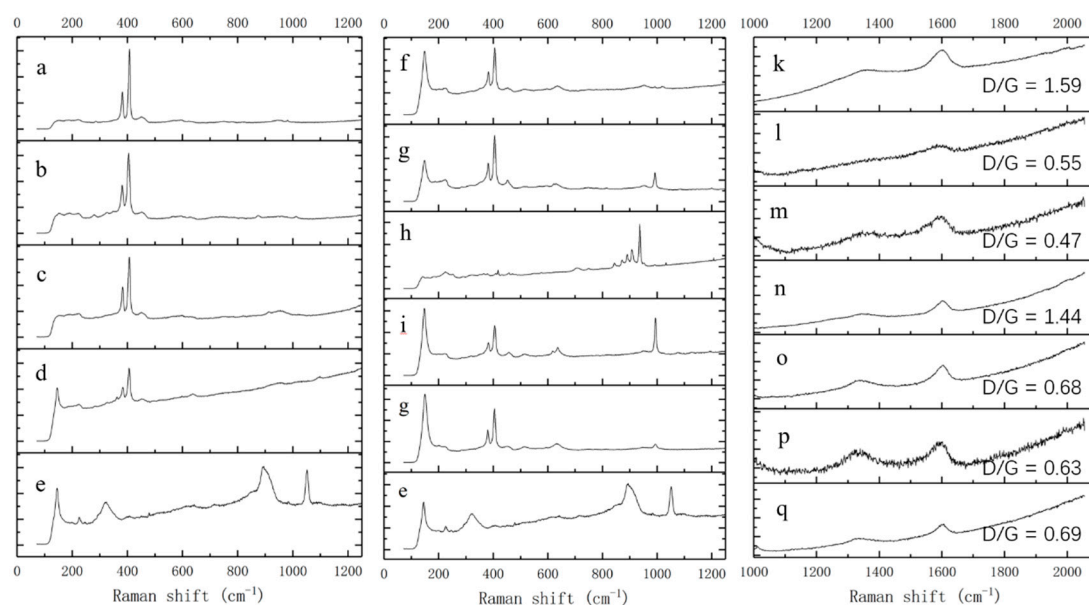 0 200 400 600 800 1000 1200
a
b
c
d
e
0 200 400 600 800 1000 1200
Raman shift (cm⁻¹)
0 200 400 600 800 1000 1200
f
g
h
i
g
e
0 200 400 600 800 1000 1200
Raman shift (cm⁻¹)
1000 1200 1400 1600 1800 2000
k
D/G = 1.59
l
D/G = 0.55
m
D/G = 0.47
n
D/G = 1.44
o
D/G = 0.68
p
D/G = 0.63
q
D/G = 0.69
1000 1200 1400 1600 1800 2000
Raman shift (cm⁻¹)